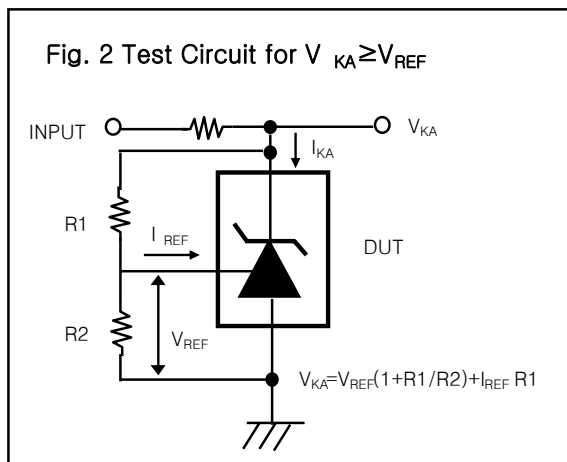 Fig. 2 Test Circuit for V KA≥VREF
INPUT
VKA
IKA
R1
I REF
DUT
R2
VREF
VKA=VREF(1+R1/R2)+IREF R1